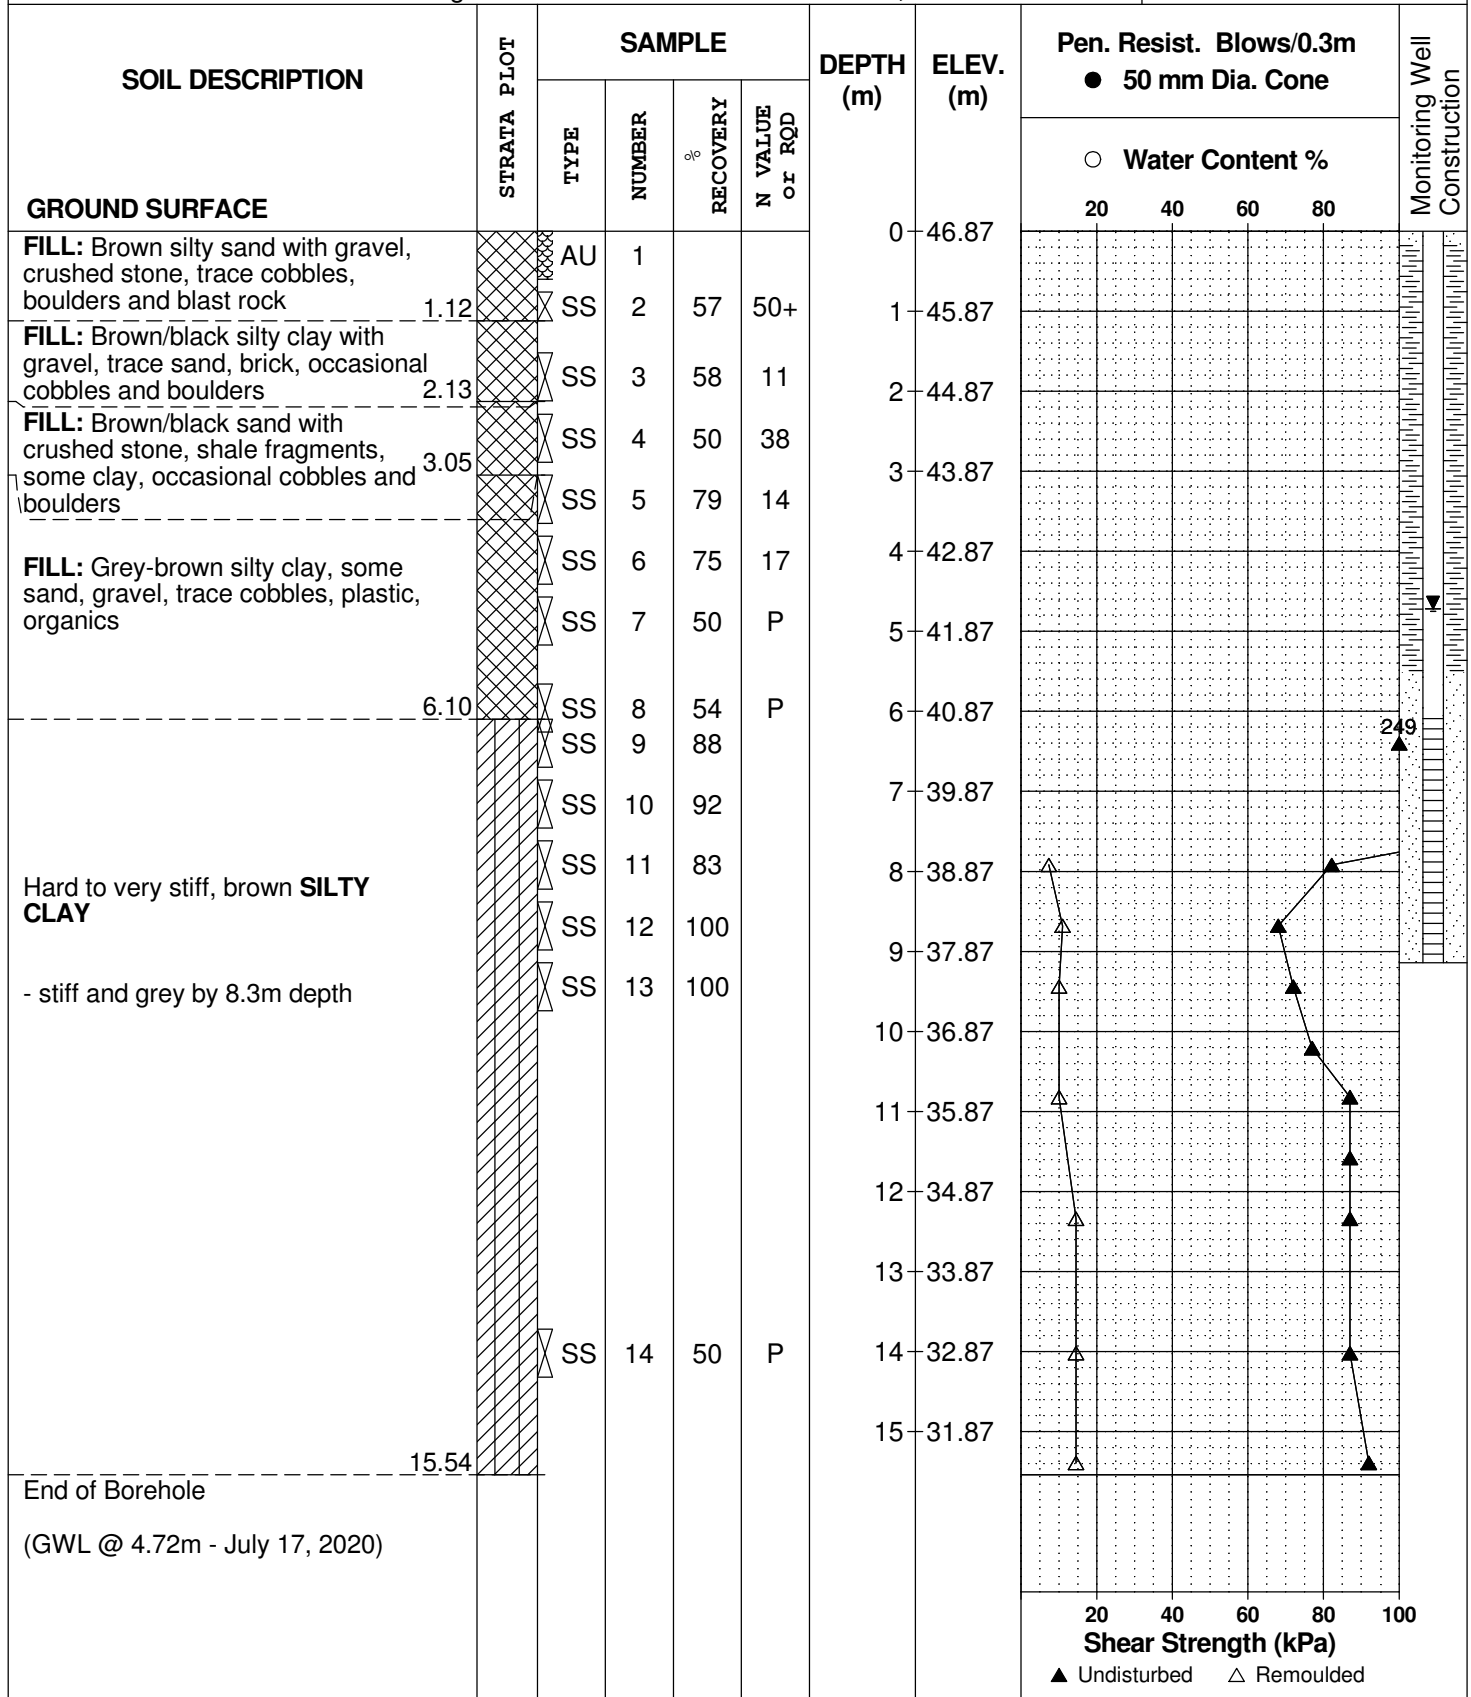 SOIL DESCRIPTION
GROUND SURFACE
STRATA PLOT
SAMPLE
TYPE
NUMBER
% RECOVERY
N VALUE or RQD
DEPTH (m)
ELEV. (m)
Pen. Resist. Blows/0.3m
● 50 mm Dia. Cone
○ Water Content %
20 40 60 80
Monitoring Well Construction
FILL: Brown silty sand with gravel,
crushed stone, trace cobbles,
boulders and blast rock
1.12
FILL: Brown/black silty clay with
gravel, trace sand, brick, occasional
cobbles and boulders
2.13
FILL: Brown/black sand with
crushed stone, shale fragments,
3.05
some clay, occasional cobbles and
boulders
FILL: Grey-brown silty clay, some
sand, gravel, trace cobbles, plastic,
organics
6.10
Hard to very stiff, brown SILTY
CLAY
- stiff and grey by 8.3m depth
15.54
End of Borehole
(GWL @ 4.72m - July 17, 2020)
AU 1
SS 2 57 50+
SS 3 58 11
SS 4 50 38
SS 5 79 14
SS 6 75 17
SS 7 50 P
SS 8 54 P
SS 9 88
SS 10 92
SS 11 83
SS 12 100
SS 13 100
SS 14 50 P
0 46.87
1 45.87
2 44.87
3 43.87
4 42.87
5 41.87
6 40.87
7 39.87
8 38.87
9 37.87
10 36.87
11 35.87
12 34.87
13 33.87
14 32.87
15 31.87
249
20 40 60 80 100
Shear Strength (kPa)
▲ Undisturbed △ Remoulded